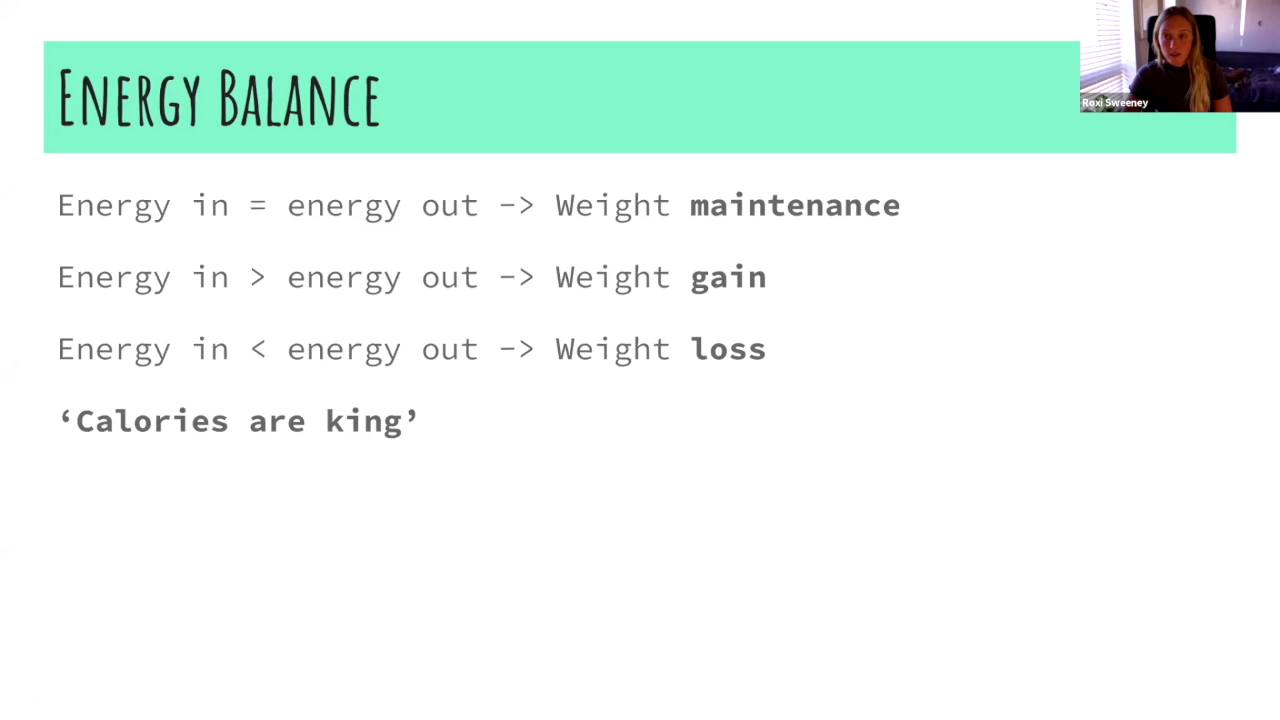 Energy Balance
Roxi Sweeney
Energy in = energy out -> Weight maintenance
Energy in > energy out -> Weight gain
Energy in < energy out -> Weight loss
‘Calories are king’